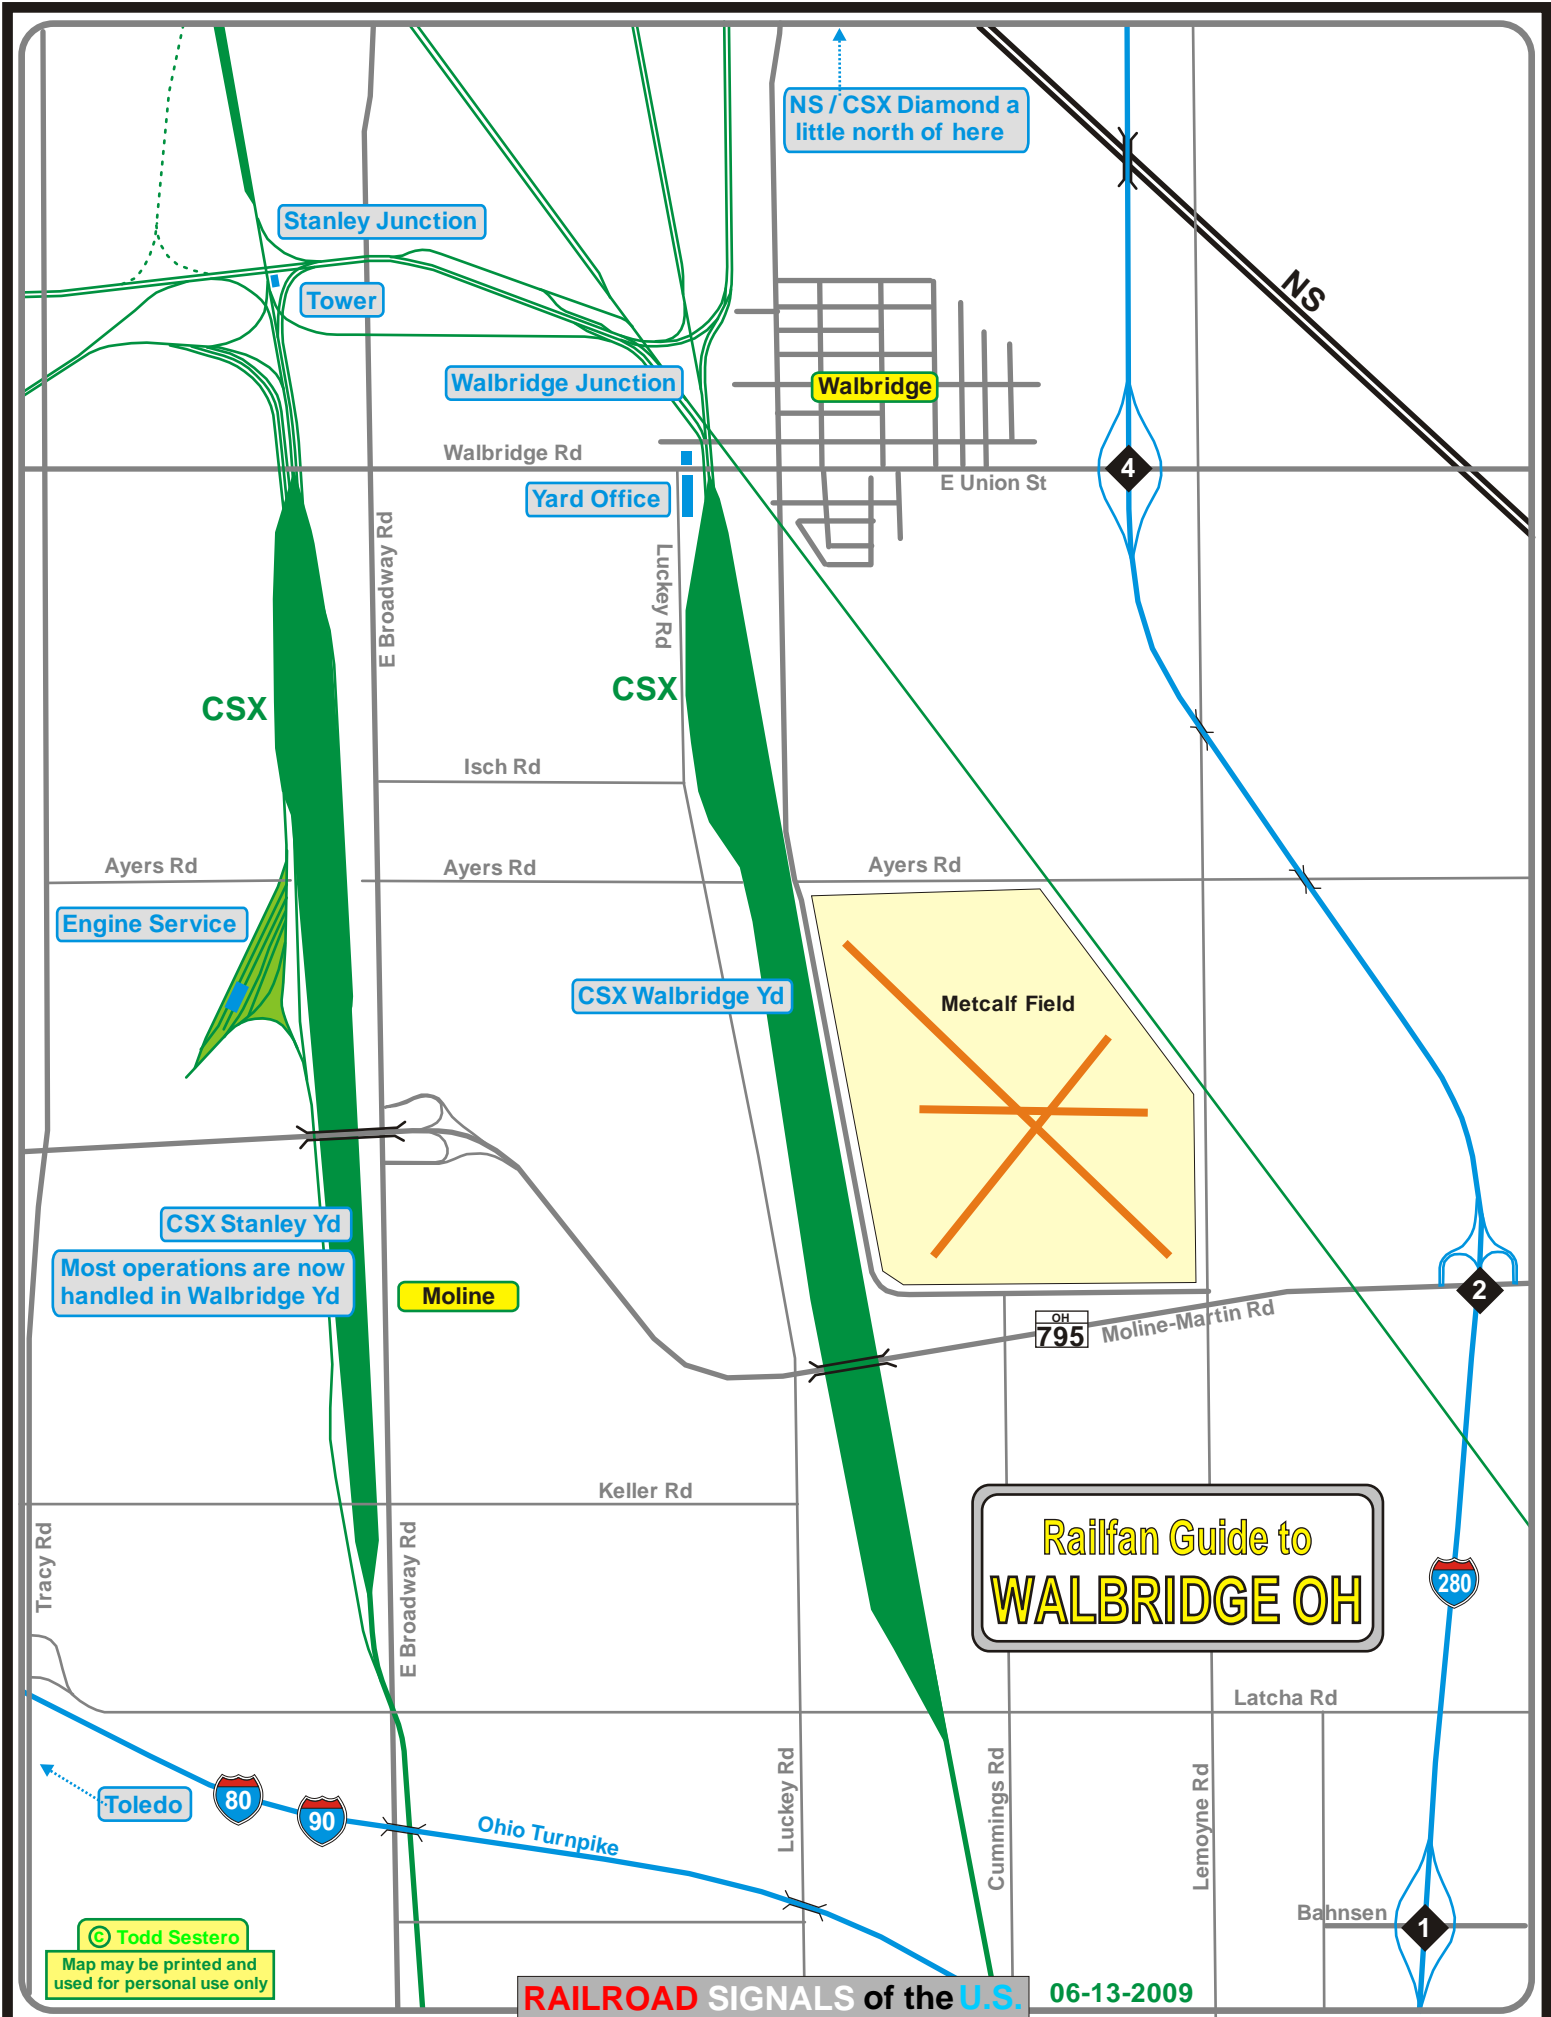 NS / CSX Diamond a
little north of here
Stanley Junction
Tower
NS
Walbridge Junction
Walbridge
Walbridge Rd
4
E Union St
Yard Office
E Broadway Rd
Luckey Rd
CSX
CSX
Isch Rd
Ayers Rd
Ayers Rd
Ayers Rd
Engine Service
CSX Walbridge Yd
Metcalf Field
CSX Stanley Yd
Most operations are now
handled in Walbridge Yd
Moline
2
OH
795
Moline-Martin Rd
Keller Rd
Railfan Guide to
WALBRIDGE OH
Tracy Rd
E Broadway Rd
280
Latcha Rd
Luckey Rd
Cummings Rd
Lemoyne Rd
Toledo
80
90
Ohio Turnpike
Bahnsen
1
© Todd Sestero
Map may be printed and
used for personal use only
RAILROAD SIGNALS of the U.S.
06-13-2009